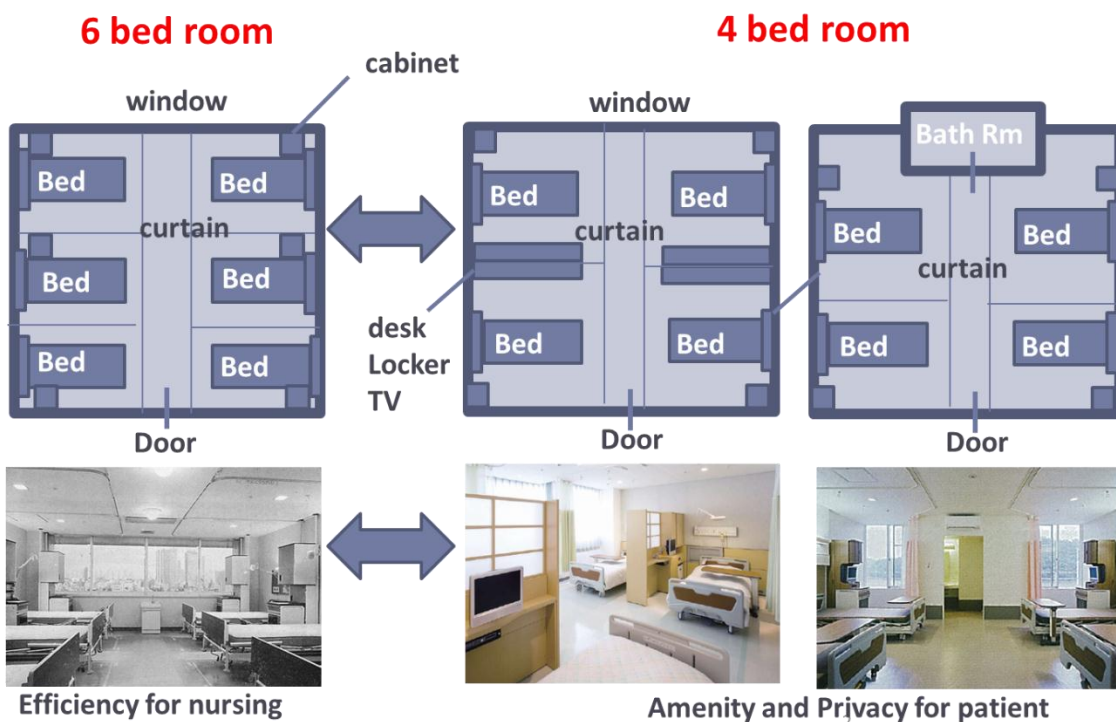 6 bed room
4 bed room
cabinet
window
window
Bath Rm
Bed
Bed
Bed
Bed
curtain
curtain
Bed
Bed
curtain
Bed
Bed
desk
Locker
TV
Bed
Bed
Bed
Bed
Bed
Bed
Door
Door
Door
Efficiency for nursing
Amenity and Privacy for patient